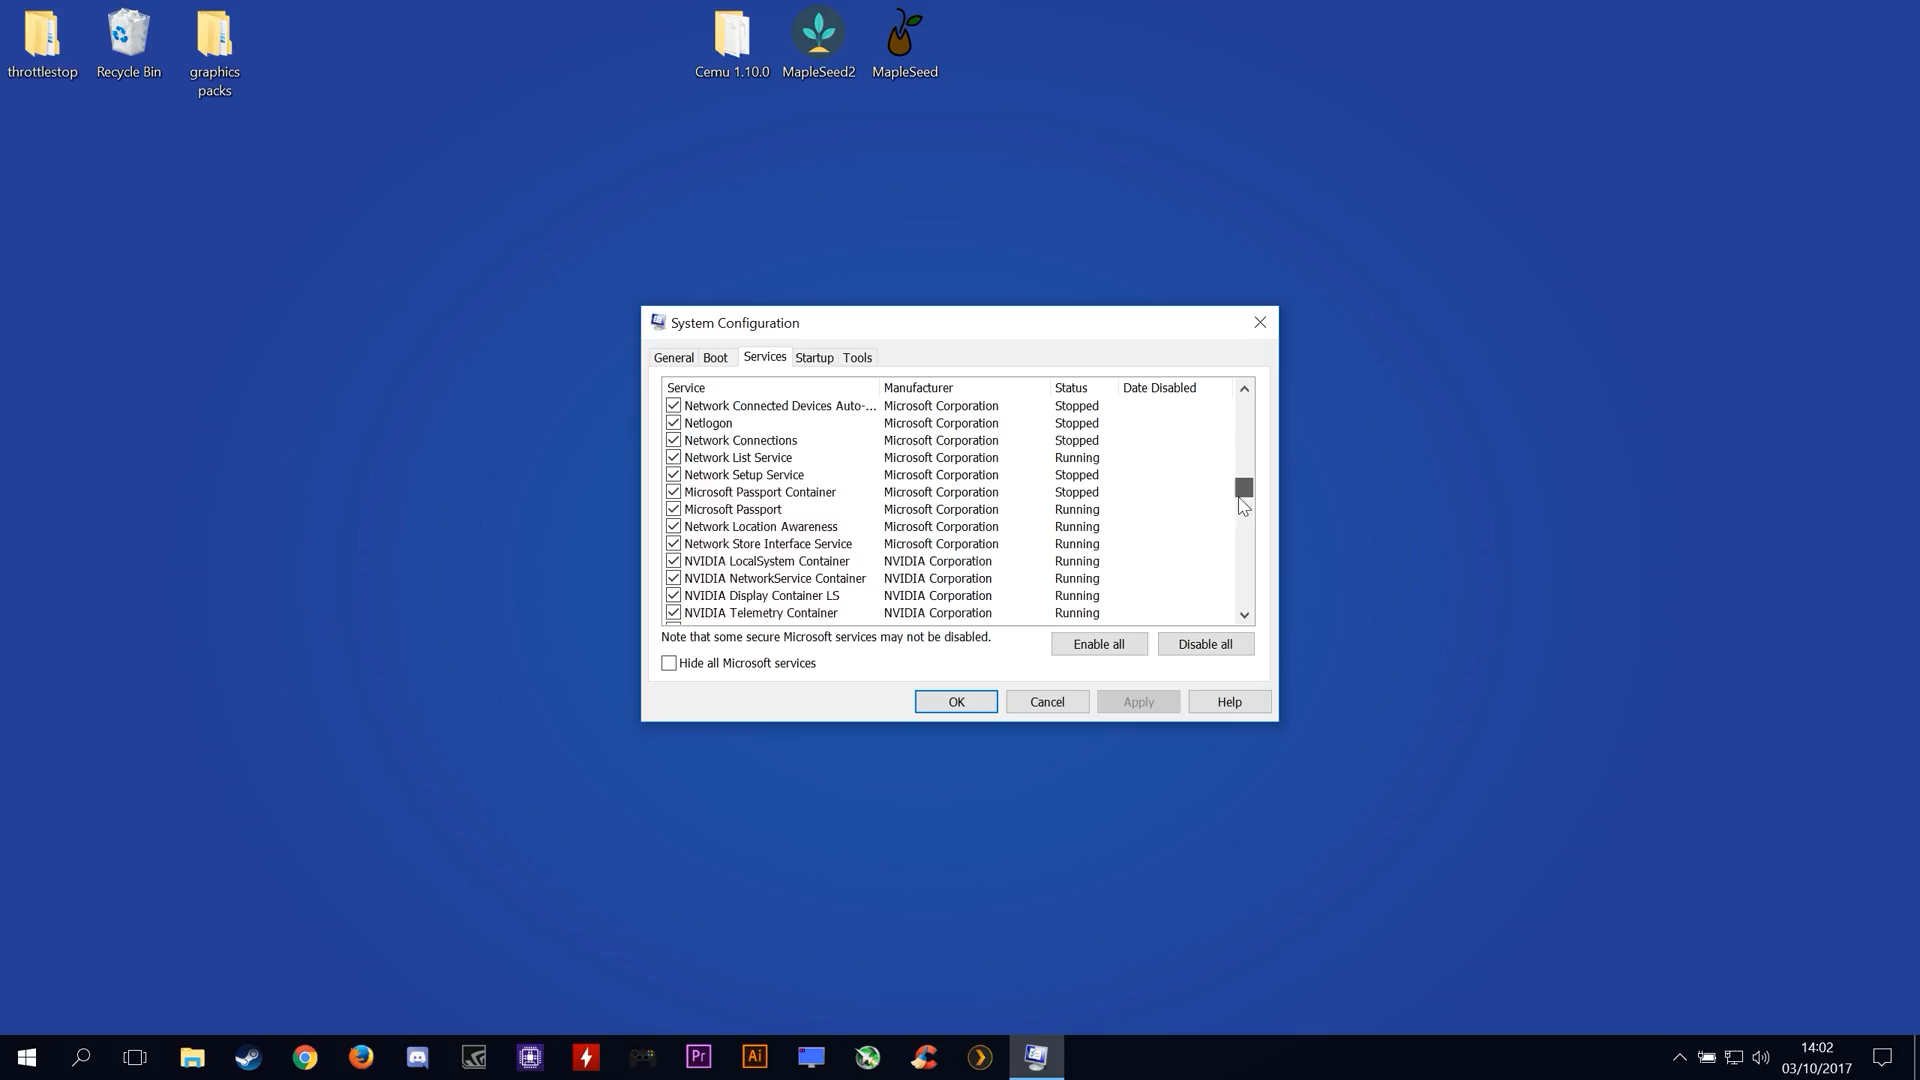 throttlestop
Recycle Bin
graphics
packs
Cemu 1.10.0
MapleSeed2
MapleSeed
System Configuration
General Boot Services Startup Tools
Service Manufacturer Status Date Disabled
Network Connected Devices Auto-... Microsoft Corporation Stopped
Netlogon Microsoft Corporation Stopped
Network Connections Microsoft Corporation Stopped
Network List Service Microsoft Corporation Running
Network Setup Service Microsoft Corporation Stopped
Microsoft Passport Container Microsoft Corporation Stopped
Microsoft Passport Microsoft Corporation Running
Network Location Awareness Microsoft Corporation Running
Network Store Interface Service Microsoft Corporation Running
NVIDIA LocalSystem Container NVIDIA Corporation Running
NVIDIA NetworkService Container NVIDIA Corporation Running
NVIDIA Display Container LS NVIDIA Corporation Running
NVIDIA Telemetry Container NVIDIA Corporation Running
Note that some secure Microsoft services may not be disabled.
Enable all Disable all
Hide all Microsoft services
OK Cancel Apply Help
Pr Ai
14:02
03/10/2017